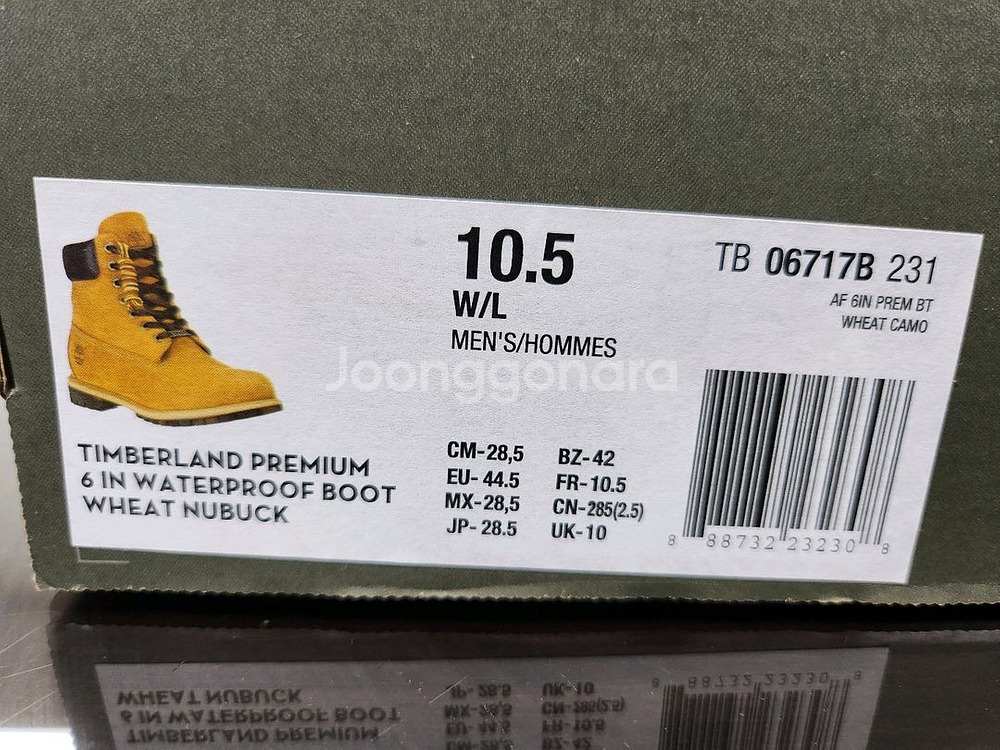 10.5
W/L
MEN'S/HOMMES
TB 06717B 231
AF 6IN PREM BT
WHEAT CAMO
Joonggonara
TIMBERLAND PREMIUM
6 IN WATERPROOF BOOT
WHEAT NUBUCK
CM-28,5 BZ-42
EU-44.5 FR-10.5
MX-28,5 CN-285(2.5)
JP-28.5 UK-10
8 88732 23230 8